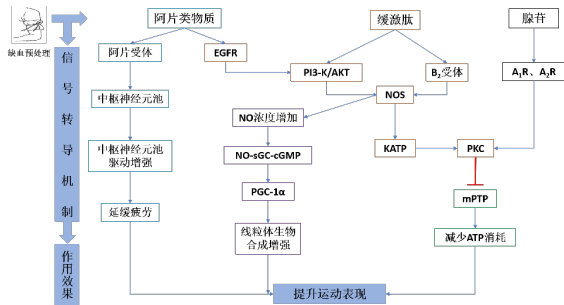 阿片类物质
缓激肽
腺苷
缺血预处理
阿片受体
EGFR
PI3-K/AKT
B2受体
A1R、A2R
信号转导机制
中枢神经元池
NO浓度增加
NOS
中枢神经元池
驱动增强
NO-sGC-cGMP
KATP
PKC
PGC-1α
mPTP
延缓疲劳
线粒体生物
合成增强
减少ATP消耗
作用效果
提升运动表现